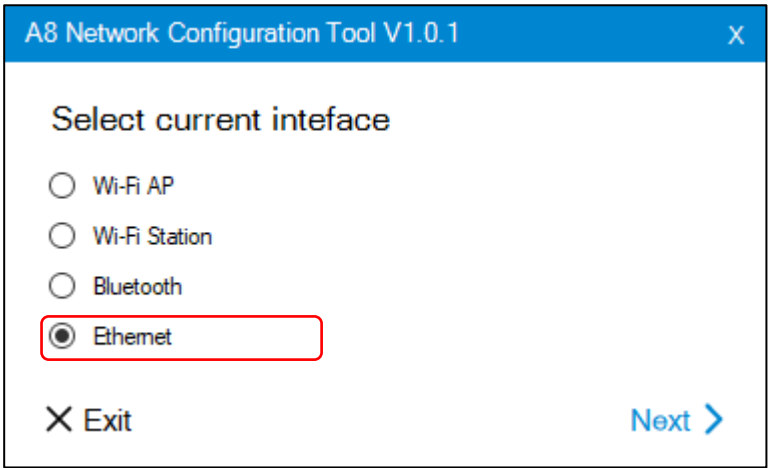 A8 Network Configuration Tool V1.0.1 X
Select current inteface
Wi-Fi AP
Wi-Fi Station
Bluetooth
Ethernet
Exit Next